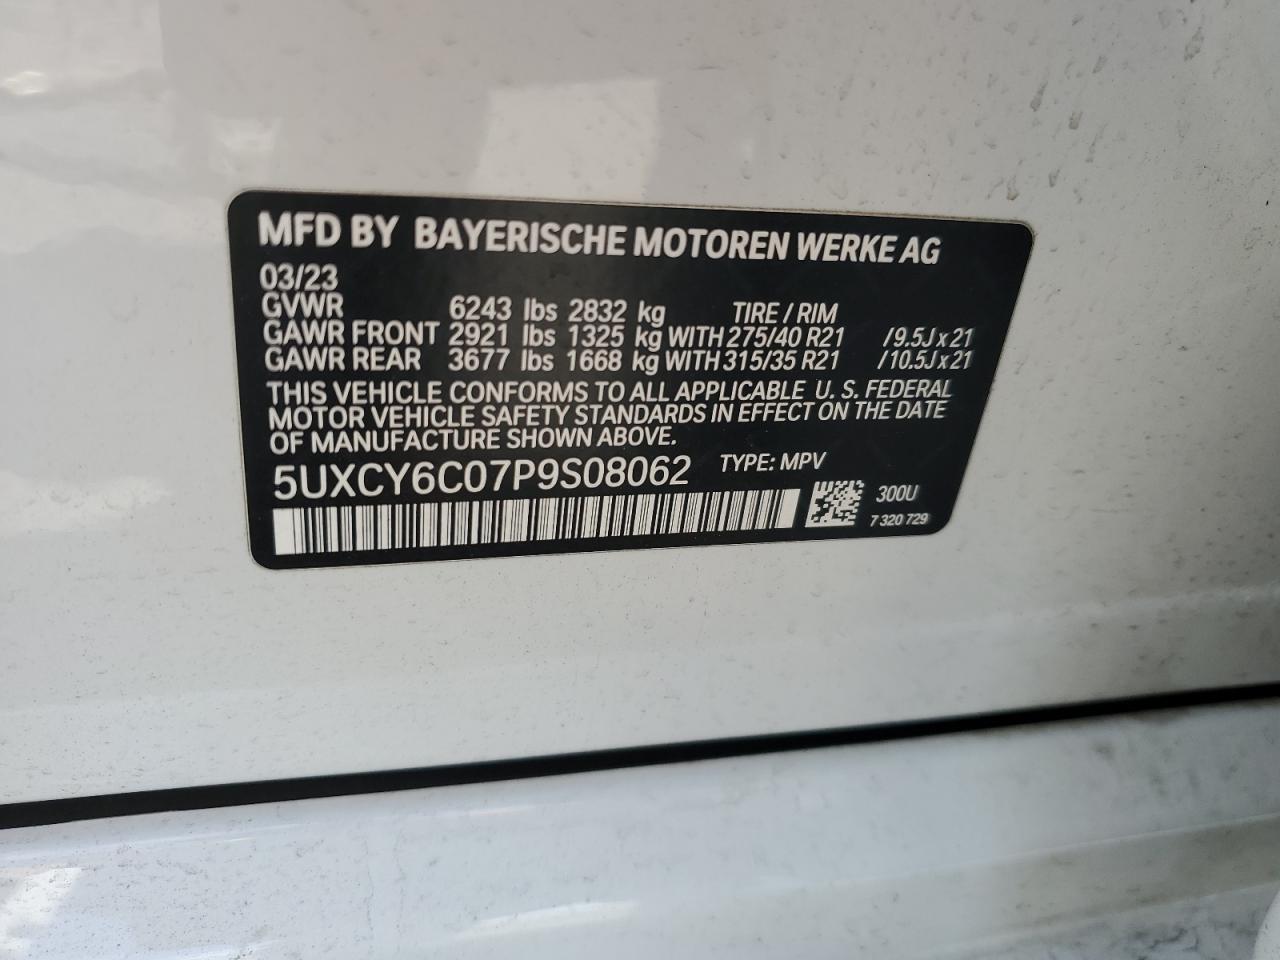 MFD BY BAYERISCHE MOTOREN WERKE AG
03/23
GVWR 6243 lbs 2832 kg TIRE / RIM
GAWR FRONT 2921 lbs 1325 kg WITH 275/40 R21 /9.5J x 21
GAWR REAR 3677 lbs 1668 kg WITH 315/35 R21 /10.5J x 21
THIS VEHICLE CONFORMS TO ALL APPLICABLE U. S. FEDERAL
MOTOR VEHICLE SAFETY STANDARDS IN EFFECT ON THE DATE
OF MANUFACTURE SHOWN ABOVE.
5UXCY6C07P9S08062 TYPE: MPV
300U
7 320 729